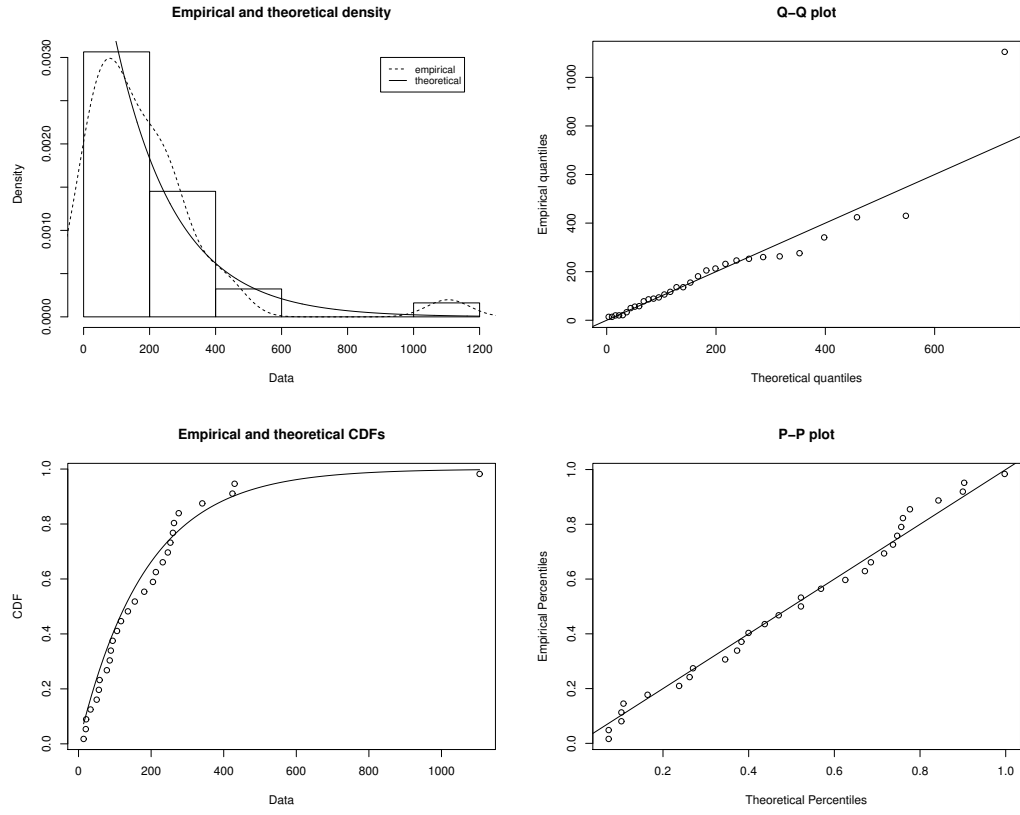 Empirical and theoretical density
Density
0.0000 0.0010 0.0020 0.0030
empirical
theoretical
0 200 400 600 800 1000 1200
Data
Q−Q plot
Empirical quantiles
0 200 400 600 800 1000
0 200 400 600
Theoretical quantiles
Empirical and theoretical CDFs
CDF
0.0 0.2 0.4 0.6 0.8 1.0
0 200 400 600 800 1000
Data
P−P plot
Empirical Percentiles
0.0 0.2 0.4 0.6 0.8 1.0
0.2 0.4 0.6 0.8 1.0
Theoretical Percentiles